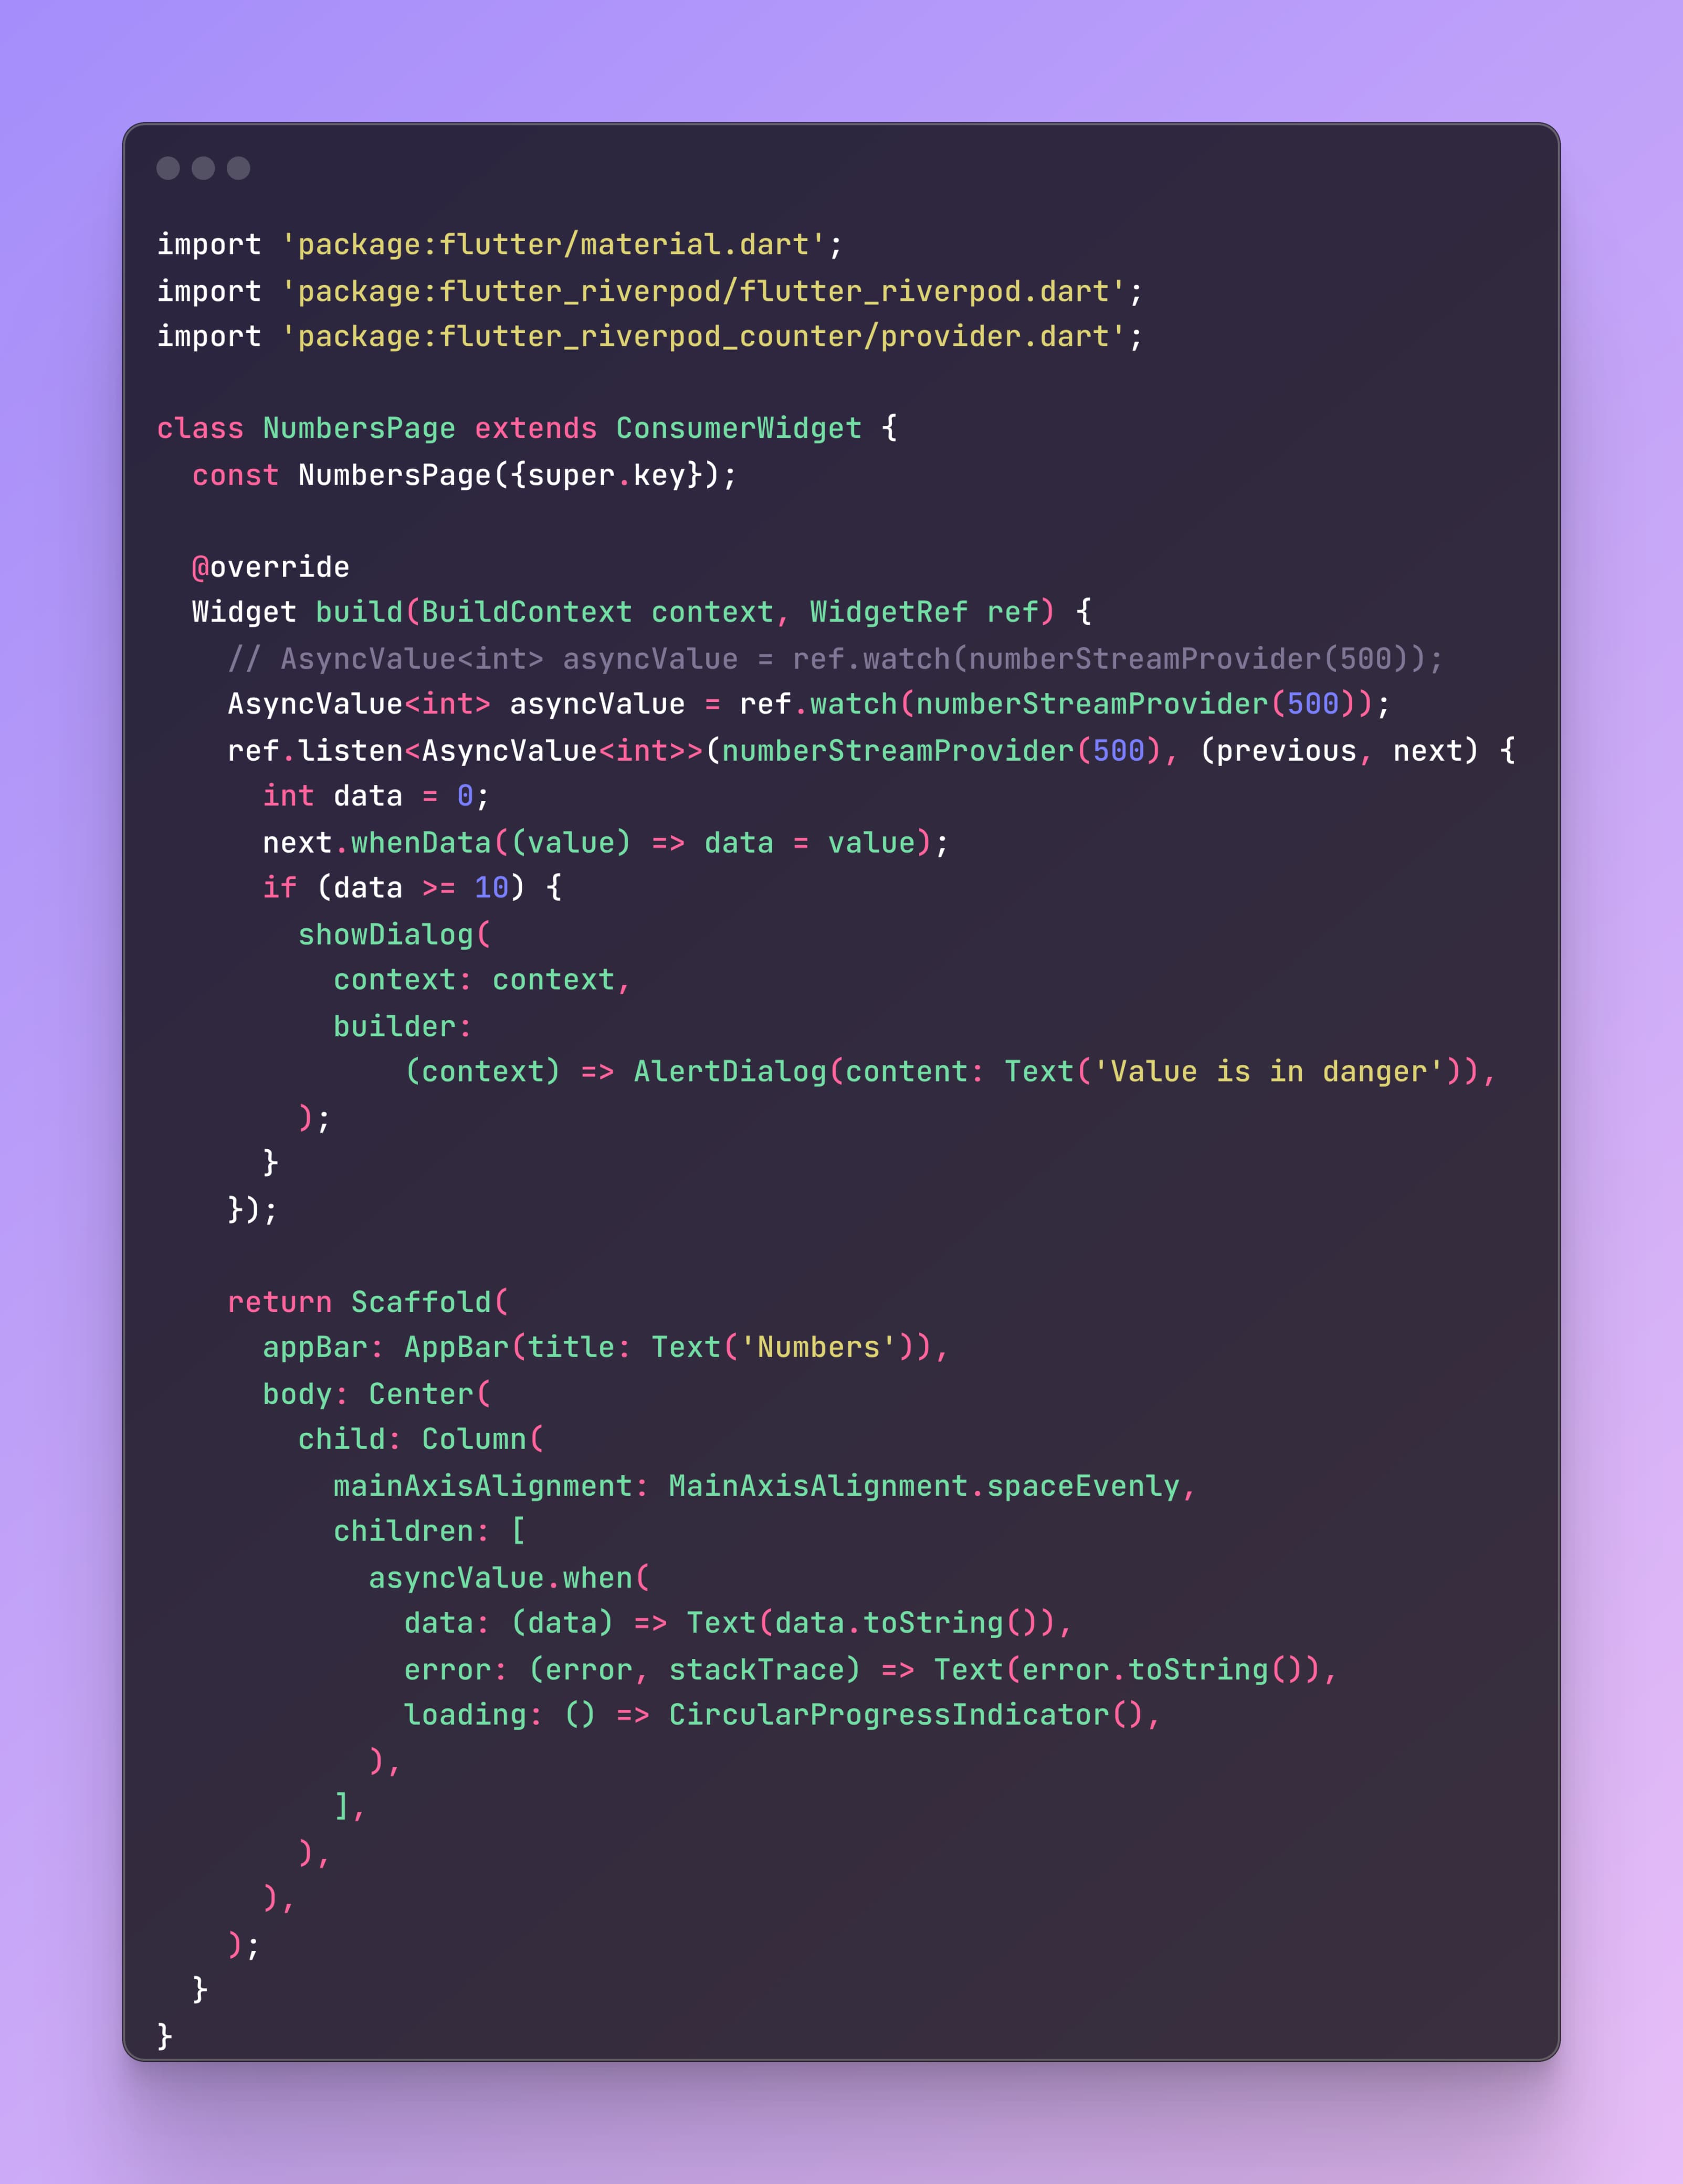 import 'package:flutter/material.dart';
import 'package:flutter_riverpod/flutter_riverpod.dart';
import 'package:flutter_riverpod_counter/provider.dart';

class NumbersPage extends ConsumerWidget {
  const NumbersPage({super.key});

  @override
  Widget build(BuildContext context, WidgetRef ref) {
    // AsyncValue<int> asyncValue = ref.watch(numberStreamProvider(500));
    AsyncValue<int> asyncValue = ref.watch(numberStreamProvider(500));
    ref.listen<AsyncValue<int>>(numberStreamProvider(500), (previous, next) {
      int data = 0;
      next.whenData((value) => data = value);
      if (data >= 10) {
        showDialog(
          context: context,
          builder:
              (context) => AlertDialog(content: Text('Value is in danger')),
        );
      }
    });

    return Scaffold(
      appBar: AppBar(title: Text('Numbers')),
      body: Center(
        child: Column(
          mainAxisAlignment: MainAxisAlignment.spaceEvenly,
          children: [
            asyncValue.when(
              data: (data) => Text(data.toString()),
              error: (error, stackTrace) => Text(error.toString()),
              loading: () => CircularProgressIndicator(),
            ),
          ],
        ),
      ),
    );
  }
}